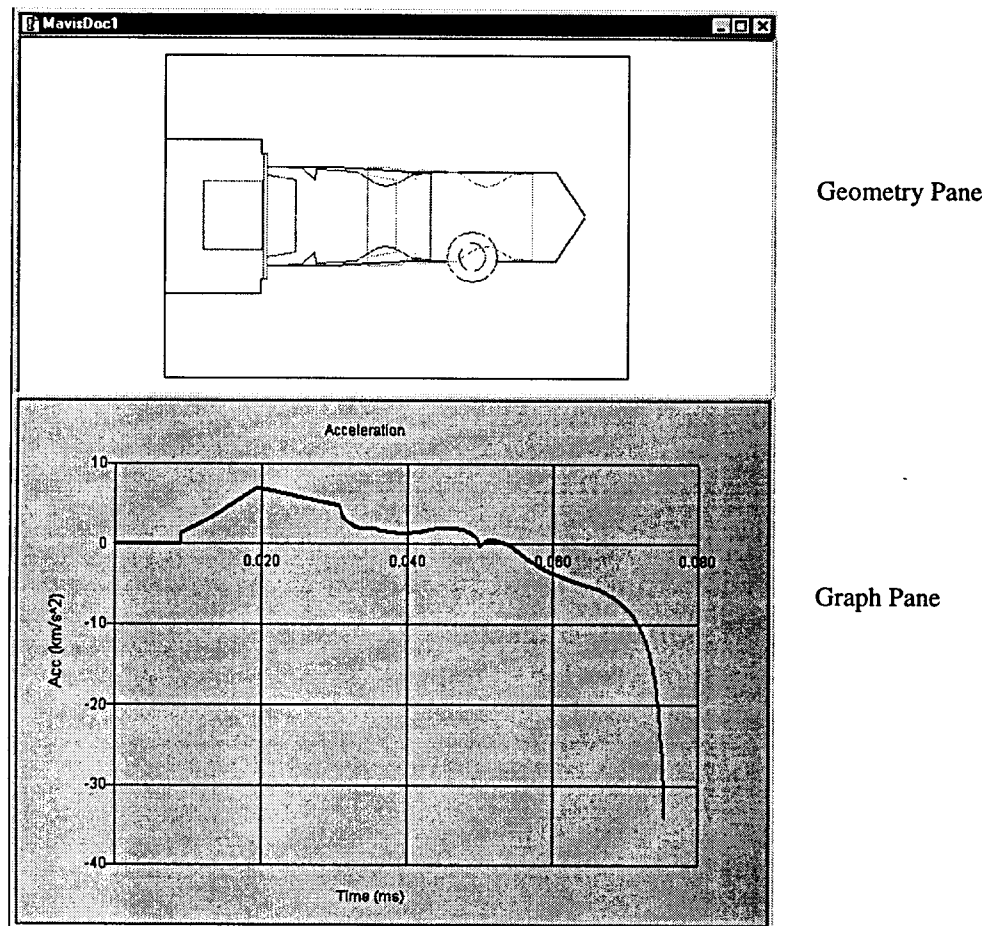 MavisDoc1
Geometry Pane
Acceleration
10
0
0.020
0.040
0.060
0.080
-10
-20
-30
-40
Acc (km/s^2)
Time (ms)
Graph Pane